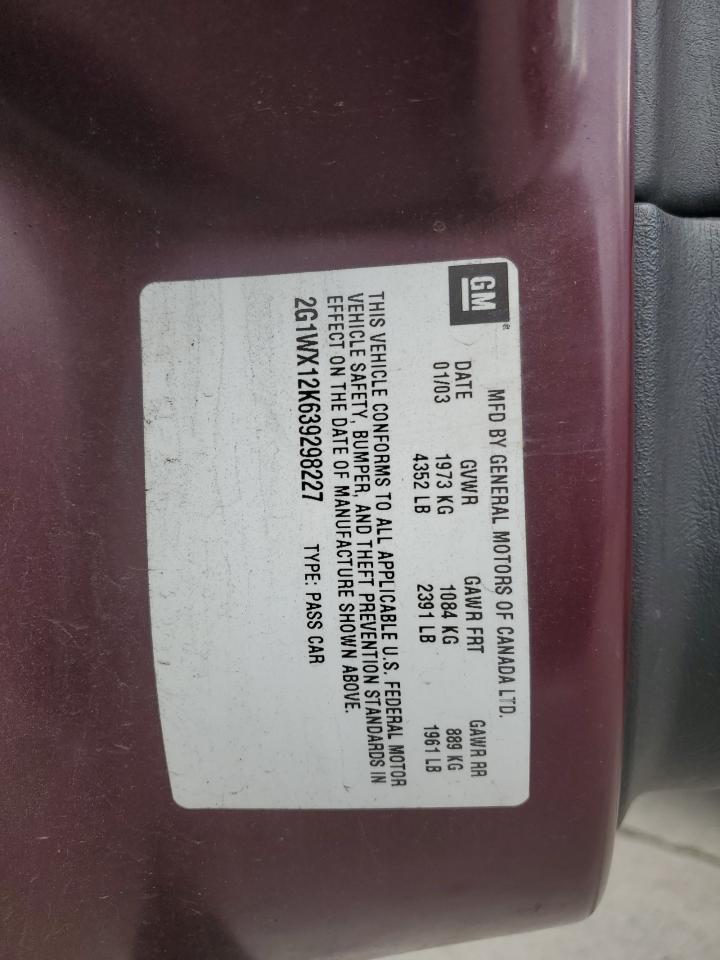 GM®
MFD BY GENERAL MOTORS OF CANADA LTD.
DATE GVWR GAWR FRT GAWR RR
01/03 1973 KG 1084 KG 889 KG
4352 LB 2391 LB 1961 LB
THIS VEHICLE CONFORMS TO ALL APPLICABLE U.S. FEDERAL MOTOR
VEHICLE SAFETY, BUMPER, AND THEFT PREVENTION STANDARDS IN
EFFECT ON THE DATE OF MANUFACTURE SHOWN ABOVE.
2G1WX12K639298227 TYPE: PASS CAR